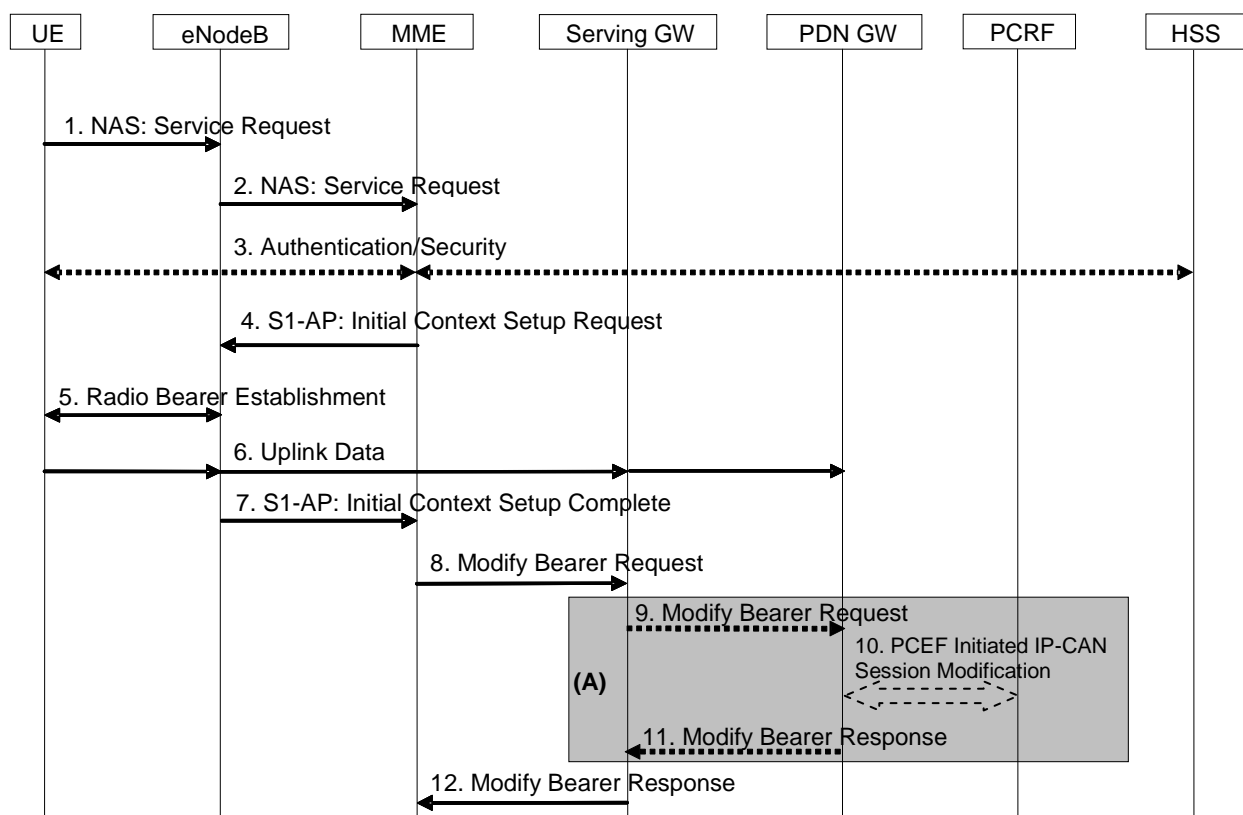 UE
eNodeB
MME
Serving GW
PDN GW
PCRF
HSS
1. NAS: Service Request
2. NAS: Service Request
3. Authentication/Security
4. S1-AP: Initial Context Setup Request
5. Radio Bearer Establishment
6. Uplink Data
7. S1-AP: Initial Context Setup Complete
8. Modify Bearer Request
9. Modify Bearer Request
10. PCEF Initiated IP-CAN
Session Modification
(A)
11. Modify Bearer Response
12. Modify Bearer Response